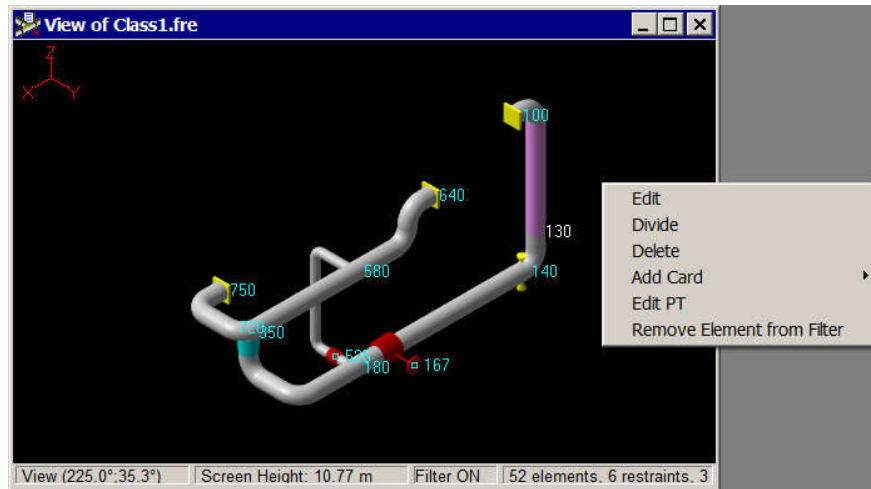 View of Class1.fre
Z
X
Y
100
640
130
Edit
Divide
Delete
Add Card
Edit PT
Remove Element from Filter
580
140
750
180
167
View (225.0°;35.3°)
Screen Height: 10.77 m
Filter ON
52 elements, 6 restraints, 3